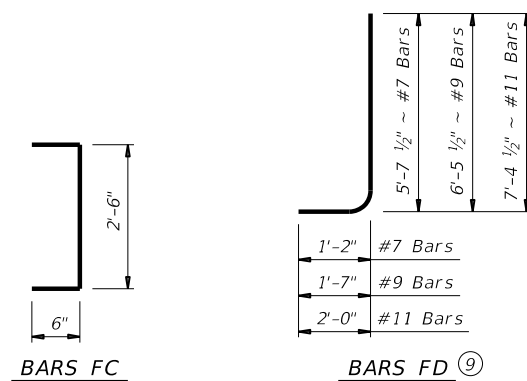 5'-7 ½" ~ #7 Bars
6'-5 ½" ~ #9 Bars
7'-4 ½" ~ #11 Bars
2'-6"
6"
1'-2" #7 Bars
1'-7" #9 Bars
2'-0" #11 Bars
BARS FC
BARS FD 9